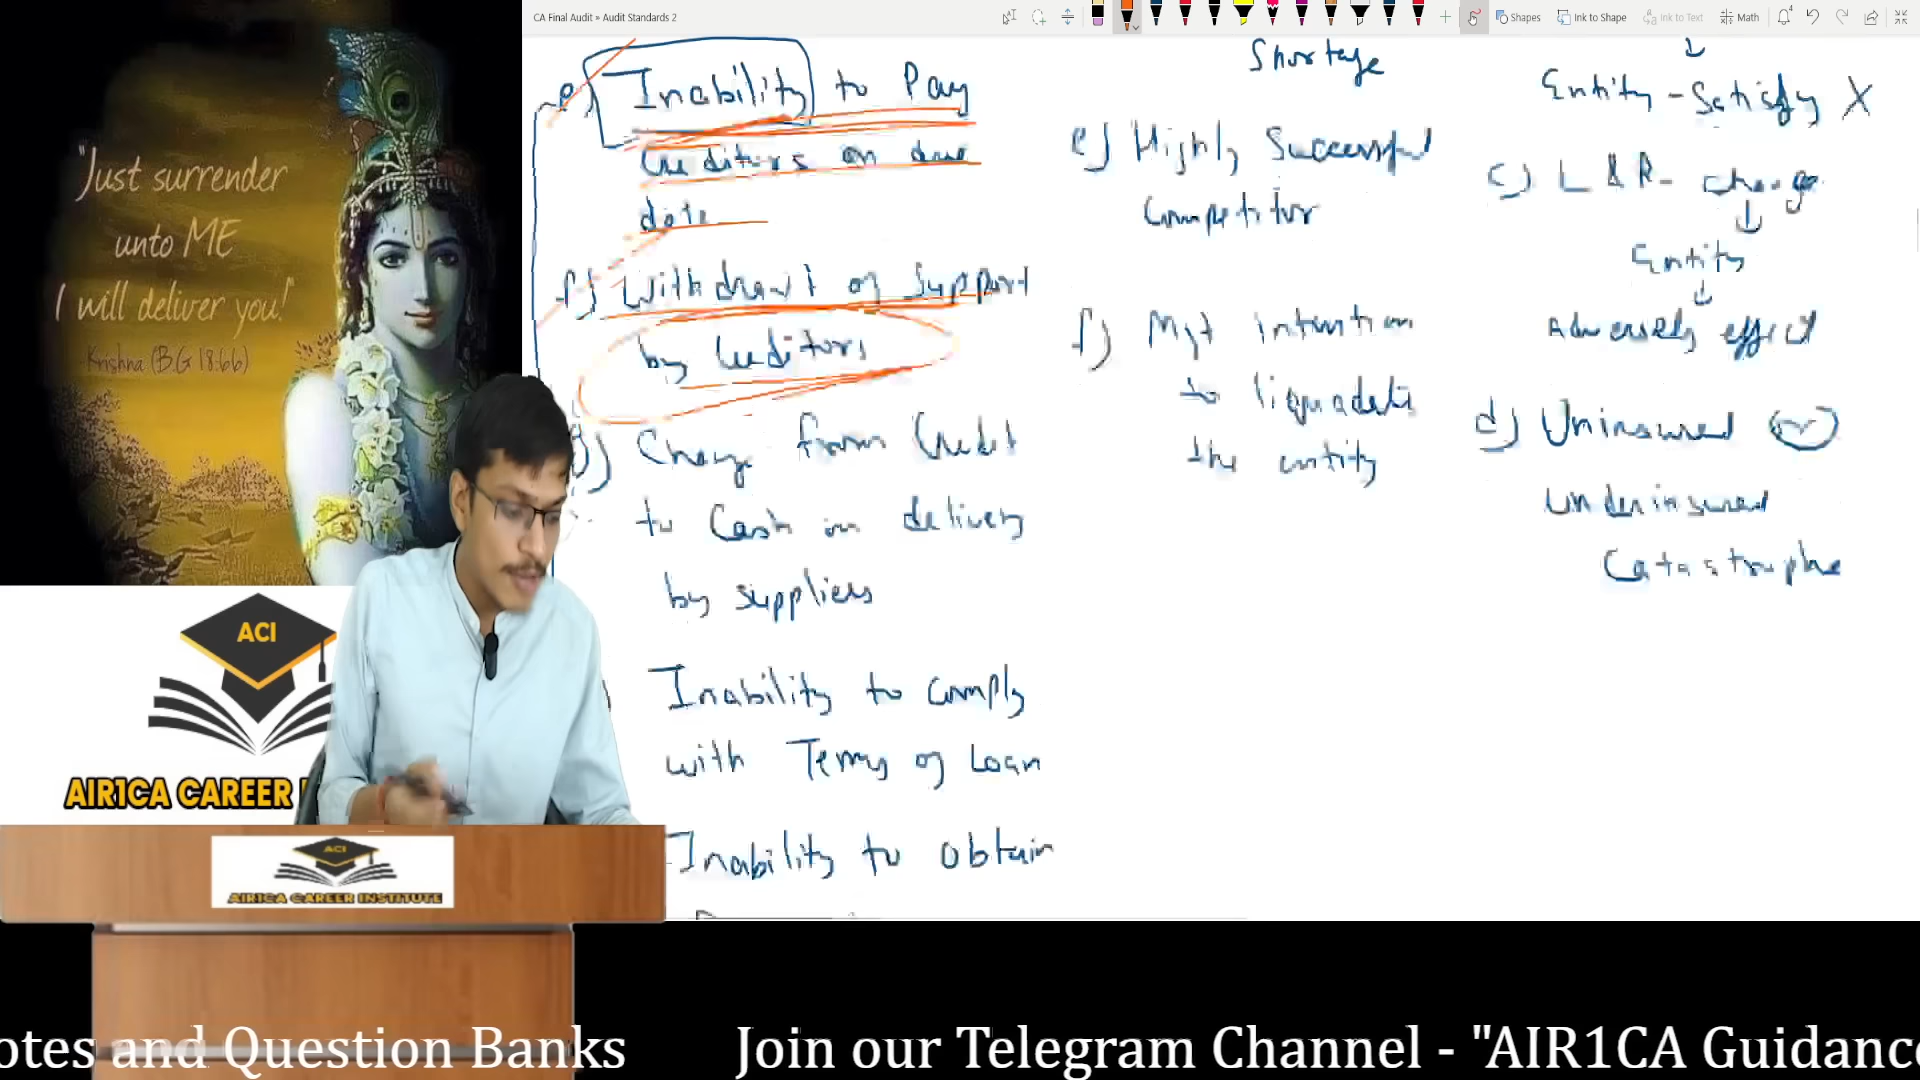 CA Final Audit » Audit Standards 2
Shapes
Ink to Shape
Ink to Text
Math
"Just surrender
unto ME
I will deliver you!"
-Krishna (B.G 18:66)
ACI
AIR1CA CAREER
ACI
AIR1CA CAREER INSTITUTE
e) Inability to Pay
Creditors on due
date
f) Withdrawl of Support
by Creditors
g) Change from Credit
to Cash on delivery
by suppliers
Inability to comply
with Terms of Loan
Inability to obtain
Shortage
e) Highly Successful
Competitor
f) Mgt intention
to liquadate
the entity
Entity - Satisfy X
c) L & R - change
Entity
Adversely effect
d) Uninsured or
Underinsured
Catastrophe
otes and Question Banks
Join our Telegram Channel - "AIR1CA Guidanc